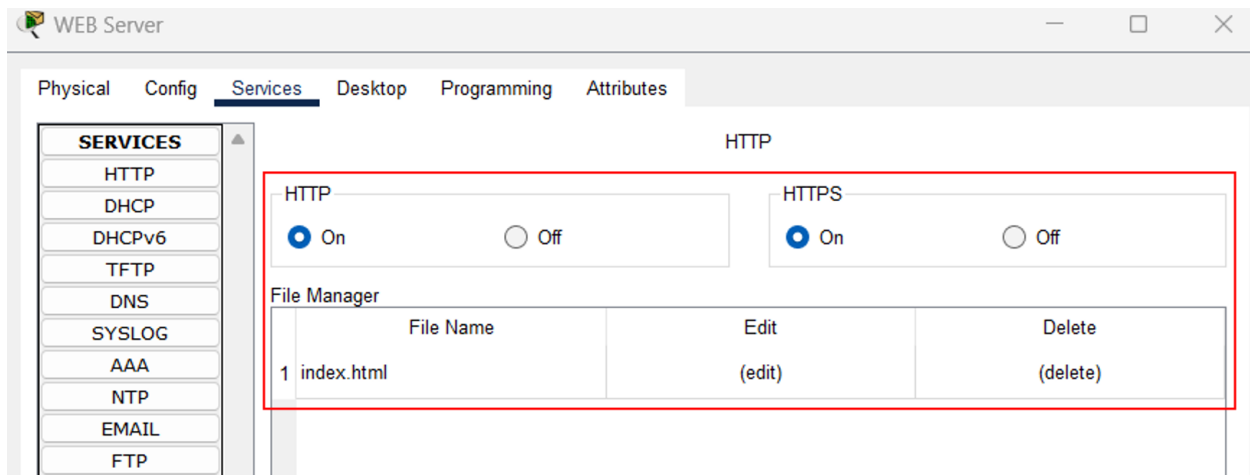 WEB Server
Physical Config Services Desktop Programming Attributes
SERVICES
HTTP
DHCP
DHCPv6
TFTP
DNS
SYSLOG
AAA
NTP
EMAIL
FTP
HTTP
HTTP
On Off
HTTPS
On Off
File Manager
File Name Edit Delete
1 index.html (edit) (delete)